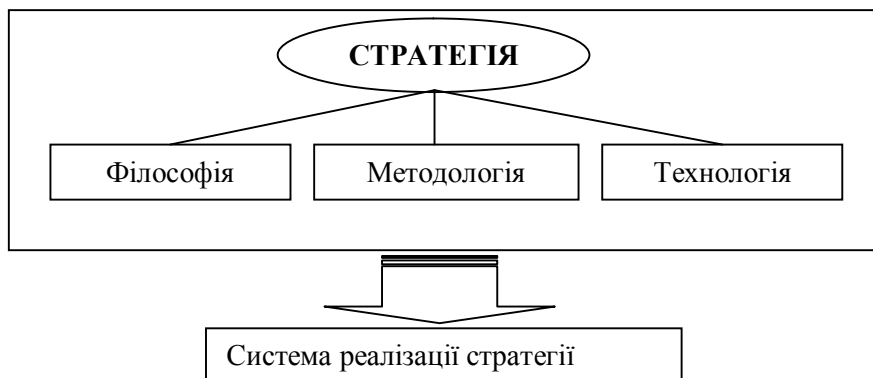 СТРАТЕГІЯ
Філософія Методологія Технологія
Система реалізації стратегії